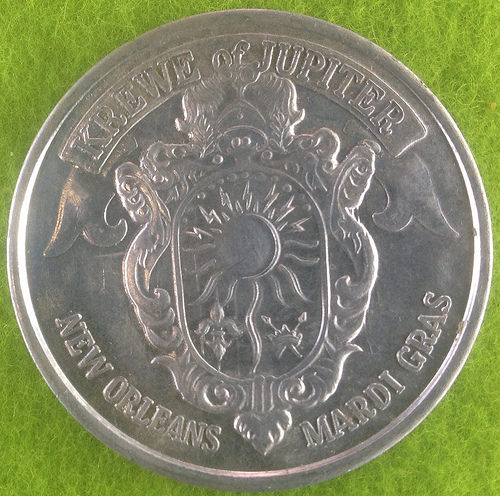 KREWE of JUPITER
NEW ORLEANS
MARDI GRAS